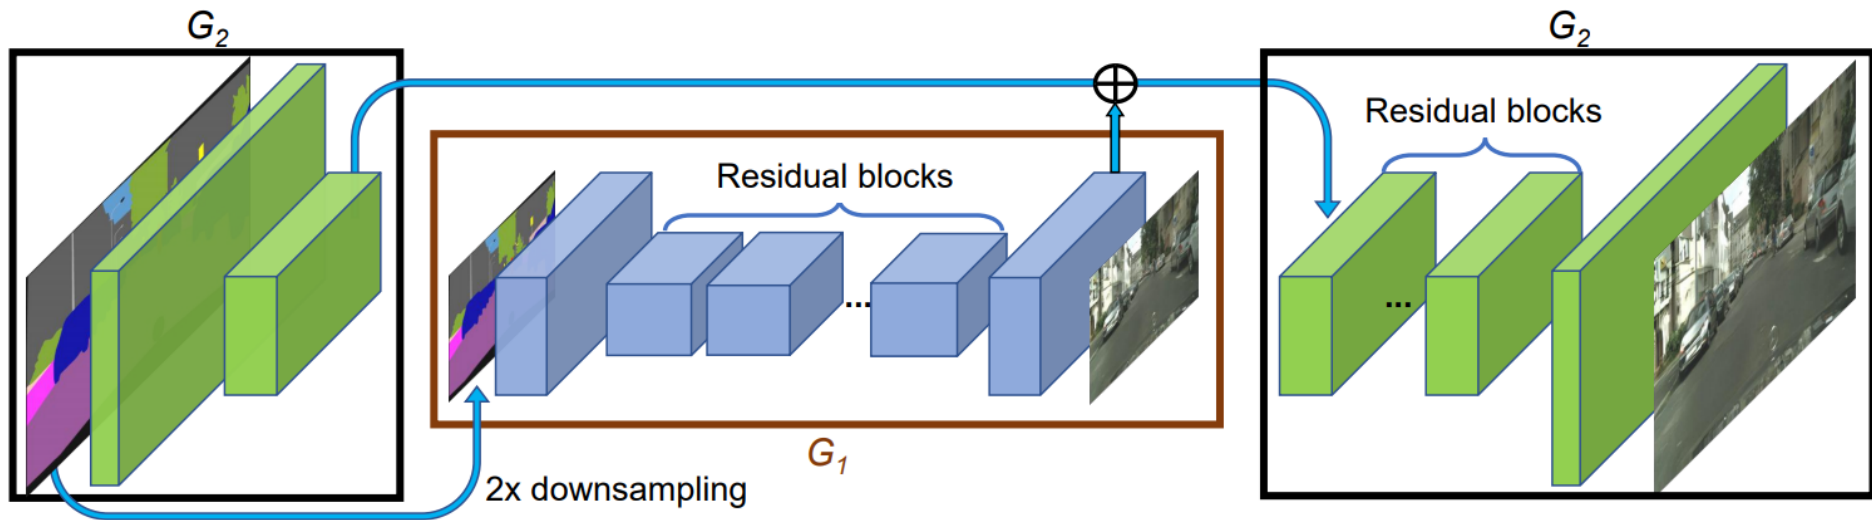 G2
G2
Residual blocks
Residual blocks
...
...
G1
2x downsampling